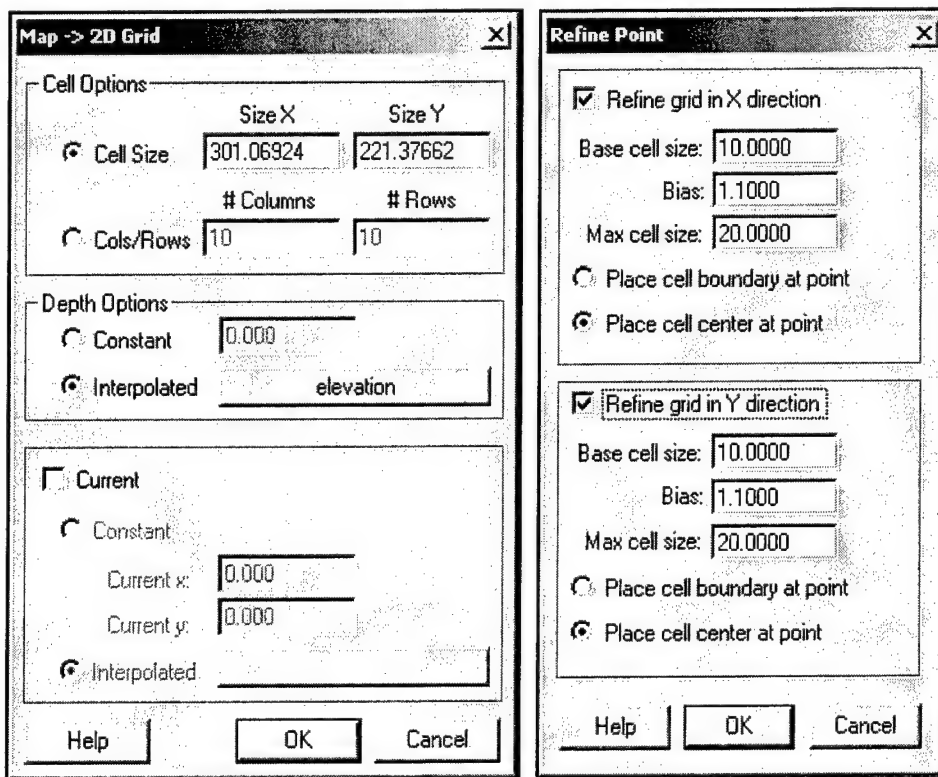 Map -> 2D Grid
Cell Options
Size X Size Y
Cell Size 301.06924 221.37662
# Columns # Rows
Cols/Rows 10 10
Depth Options
Constant 0.000
Interpolated elevation
Current
Constant
Current x: 0.000
Current y: 0.000
Interpolated
Help OK Cancel
Refine Point
Refine grid in X direction
Base cell size: 10.0000
Bias: 1.1000
Max cell size: 20.0000
Place cell boundary at point
Place cell center at point
Refine grid in Y direction
Base cell size: 10.0000
Bias: 1.1000
Max cell size: 20.0000
Place cell boundary at point
Place cell center at point
Help OK Cancel